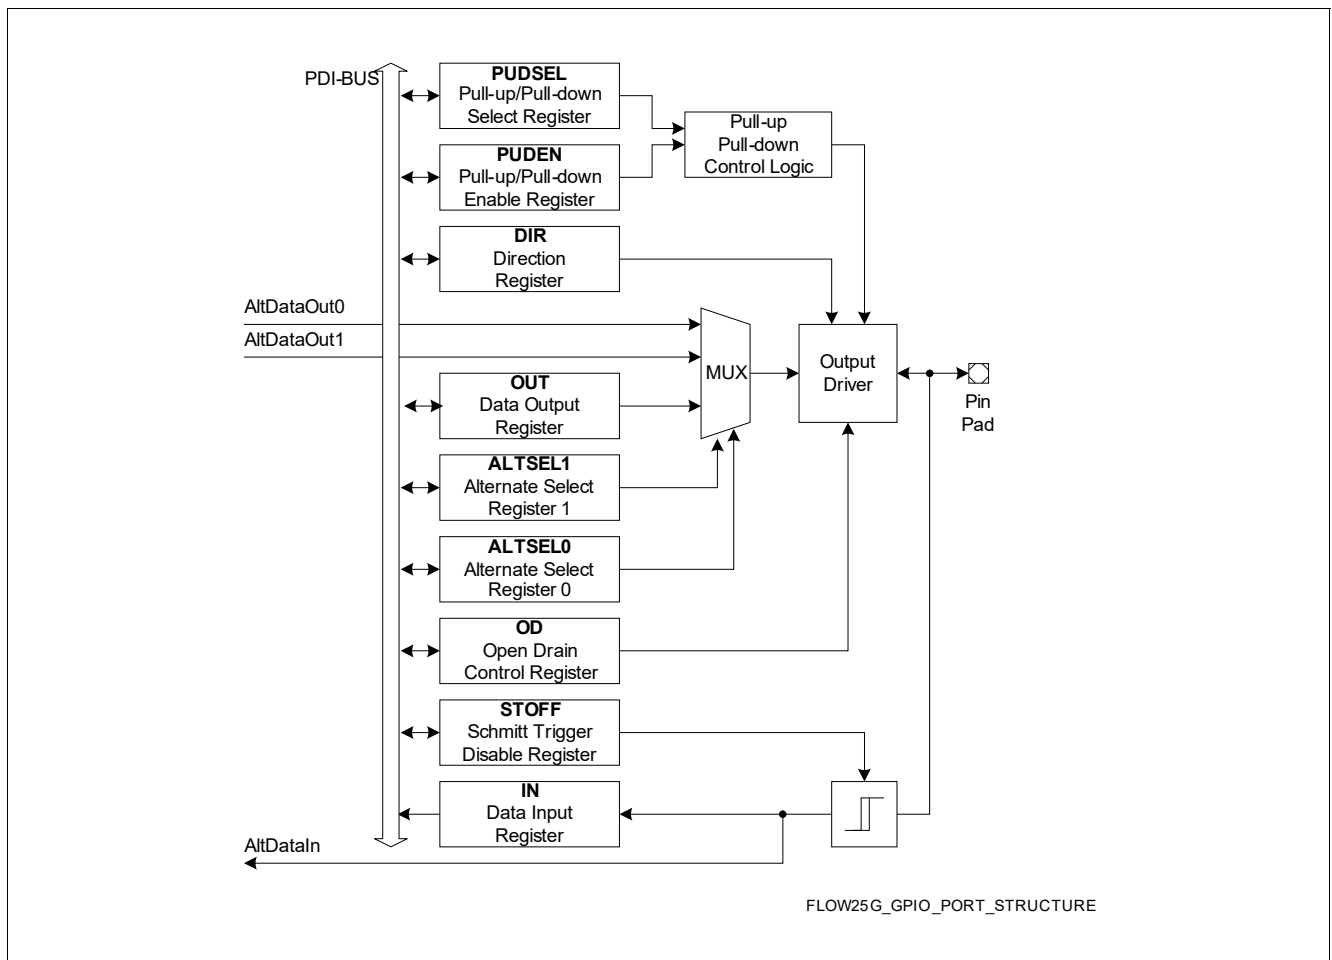 PDI-BUS
PUDSEL
Pull-up/Pull-down
Select Register
Pull-up
Pull-down
Control Logic
PUDEN
Pull-up/Pull-down
Enable Register
DIR
Direction
Register
AltDataOut0
AltDataOut1
MUX
Output
Driver
Pin
Pad
OUT
Data Output
Register
ALTSEL1
Alternate Select
Register 1
ALTSEL0
Alternate Select
Register 0
OD
Open Drain
Control Register
STOFF
Schmitt Trigger
Disable Register
IN
Data Input
Register
AltDataIn
FLOW25G_GPIO_PORT_STRUCTURE